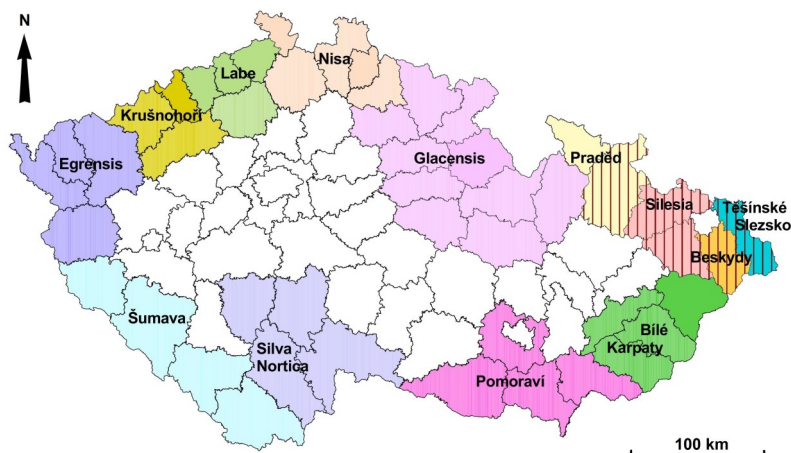 N
Nisa
Labe
Krušnohoří
Egrensis
Glacensis
Praděd
Silesia
Těšínské
Slezsko
Beskydy
Šumava
Silva
Nortica
Bílé
Karpaty
Pomoraví
100 km